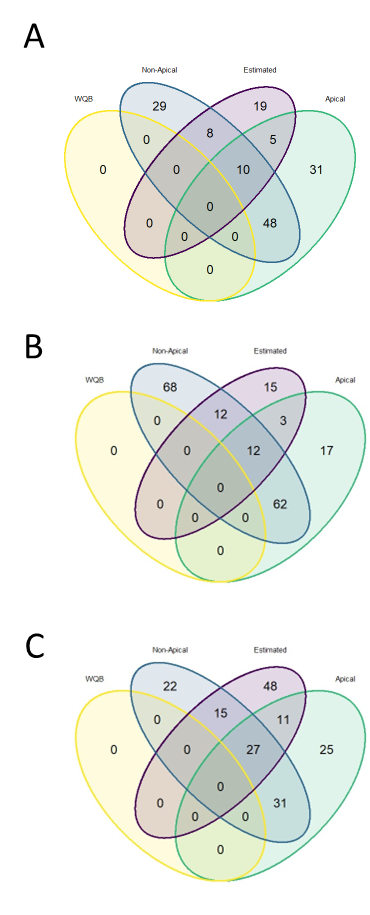 A
Non-Apical Estimated
WQB Apical
29 19
0 8 5
0 0 10 31
0
0 0 0 48
0
B
Non-Apical Estimated
WQB Apical
68 15
0 12 3
0 0 12 17
0
0 0 0 62
0
C
Non-Apical Estimated
WQB Apical
22 48
0 15 11
0 0 27 25
0
0 0 0 31
0